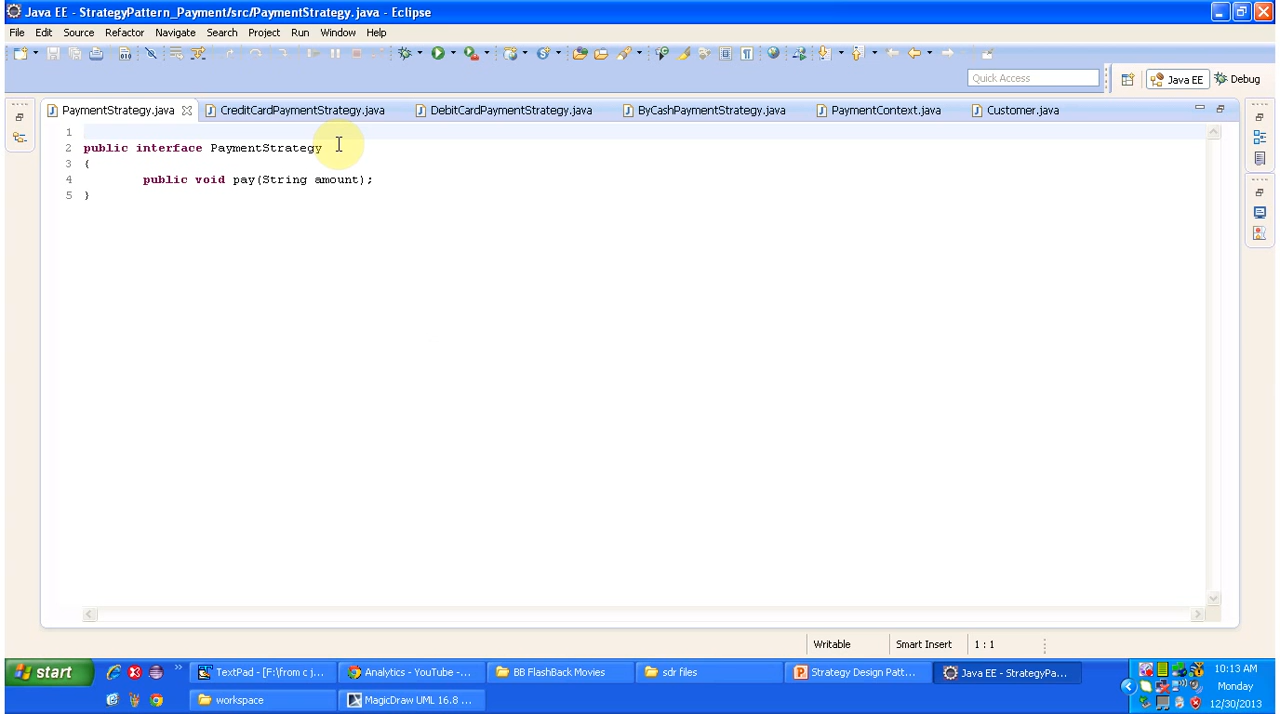 Java EE - StrategyPattern_Payment/src/PaymentStrategy.java - Eclipse
File Edit Source Refactor Navigate Search Project Run Window Help
Quick Access
Java EE
Debug
PaymentStrategy.java
CreditCardPaymentStrategy.java
DebitCardPaymentStrategy.java
ByCashPaymentStrategy.java
PaymentContext.java
Customer.java
1
2 public interface PaymentStrategy
3 {
4 public void pay(String amount);
5 }
Writable
Smart Insert
1 : 1
start
TextPad - [F:\from c j...
Analytics - YouTube -...
BB FlashBack Movies
sdr files
Strategy Design Patt...
Java EE - StrategyPa...
10:13 AM
workspace
MagicDraw UML 16.8 ...
Monday
12/30/2013